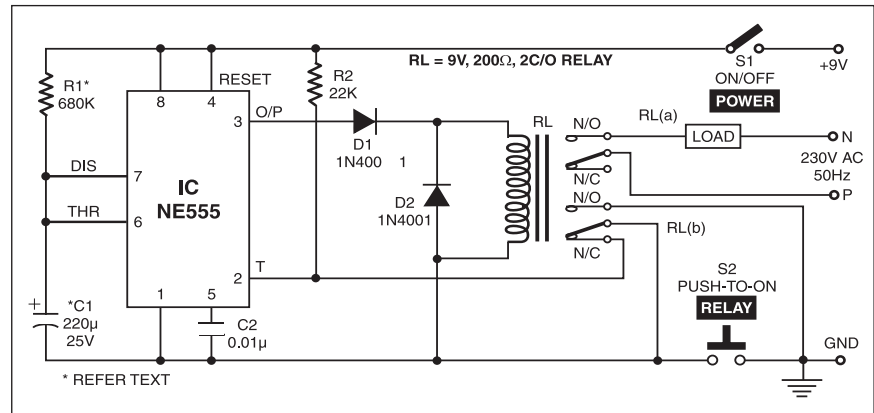 RL = 9V, 200Ω, 2C/O RELAY
S1
ON/OFF
POWER
+9V
R1*
680K
8
4
RESET
R2
22K
O/P
3
D1
1N400 1
RL
N/O
RL(a)
LOAD
N
230V AC
50Hz
P
N/C
N/O
RL(b)
N/C
DIS
7
THR
6
IC
NE555
D2
1N4001
2
T
S2
PUSH-TO-ON
RELAY
1
5
+
*C1
220µ
25V
C2
0.01µ
GND
* REFER TEXT